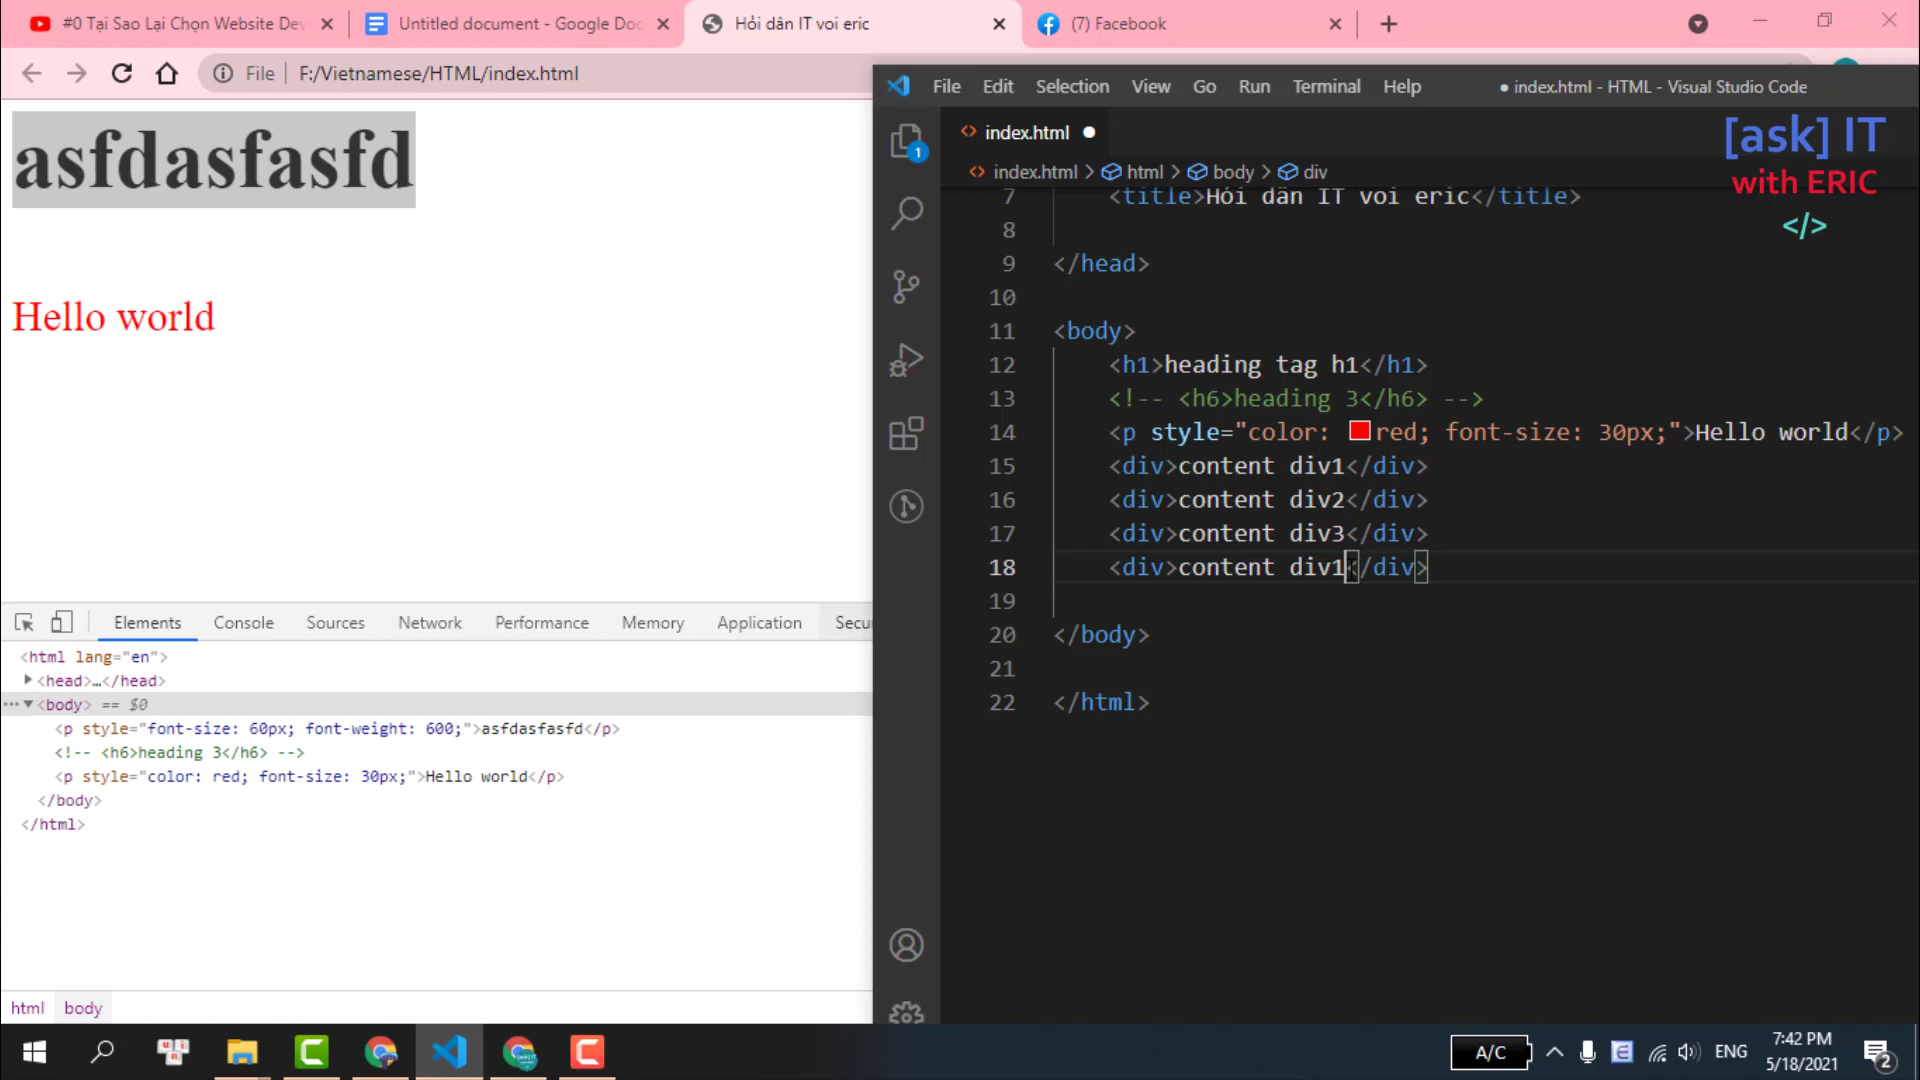 #0 Tại Sao Lại Chọn Website Dev
Untitled document - Google Doc
Hỏi dân IT voi eric
(7) Facebook
File
F:/Vietnamese/HTML/index.html
File Edit Selection View Go Run Terminal Help
● index.html - HTML - Visual Studio Code
index.html
[ask] IT
with ERIC
</>
index.html > html > body > div
asfdasfasfd
Hello world
1
7 <title>Hỏi dân IT voi eric</title>
8
9 </head>
10
11 <body>
12 <h1>heading tag h1</h1>
13 <!-- <h6>heading 3</h6> -->
14 <p style="color: red; font-size: 30px;">Hello world</p>
15 <div>content div1</div>
16 <div>content div2</div>
17 <div>content div3</div>
18 <div>content div1</div>
19
20 </body>
21
22 </html>
Elements Console Sources Network Performance Memory Application Secu
<html lang="en">
<head>…</head>
<body> == $0
<p style="font-size: 60px; font-weight: 600;">asfdasfasfd</p>
<!-- <h6>heading 3</h6> -->
<p style="color: red; font-size: 30px;">Hello world</p>
</body>
</html>
html body
A/C
ENG
7:42 PM
5/18/2021
2